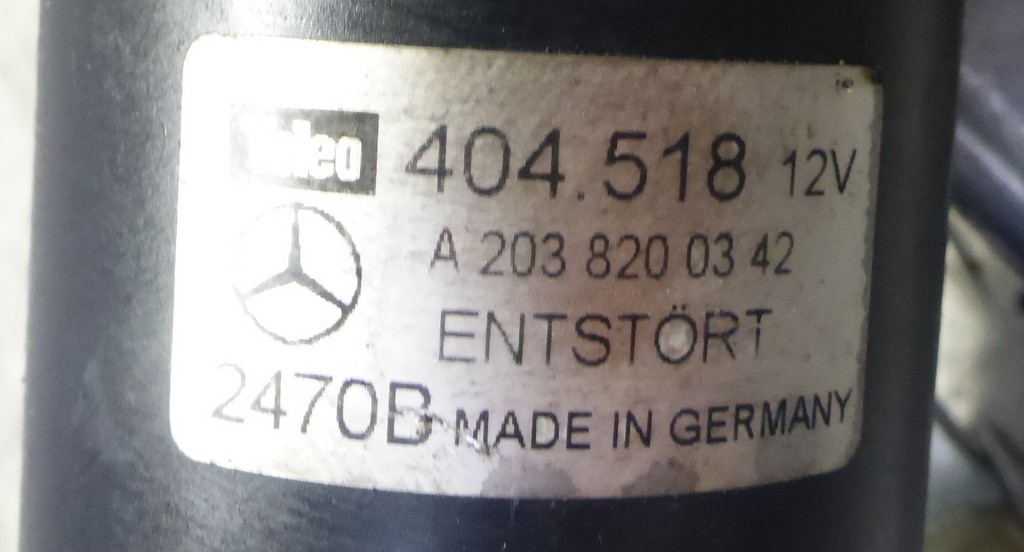 Valeo 404.518 12V
A 203 820 03 42
ENTSTÖRT
2470B MADE IN GERMANY